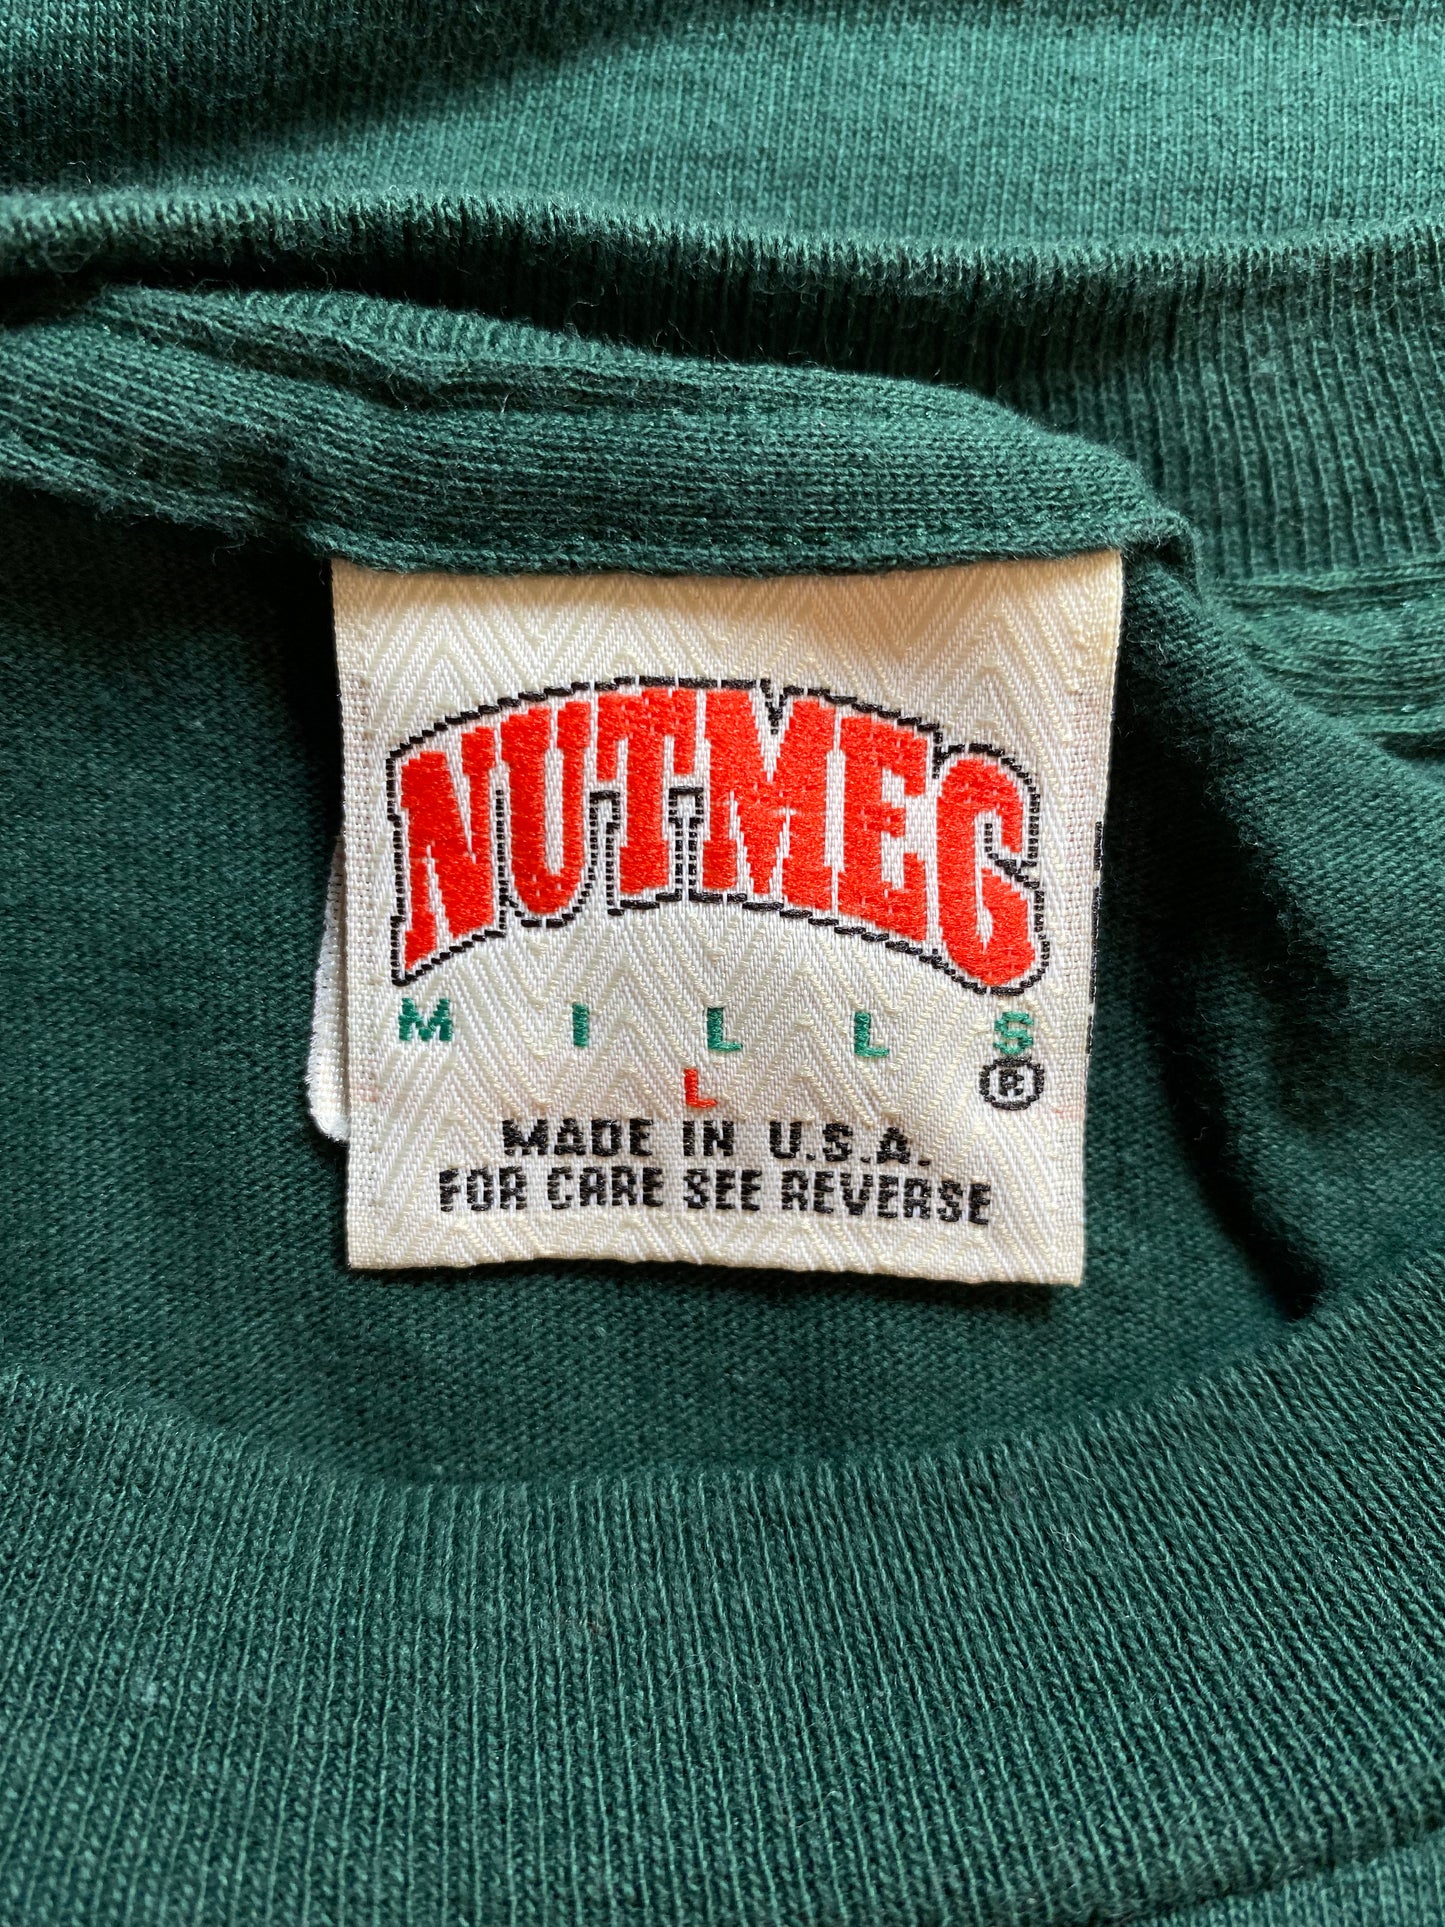 NUTMEG
MILLS
L ®
MADE IN U.S.A.
FOR CARE SEE REVERSE